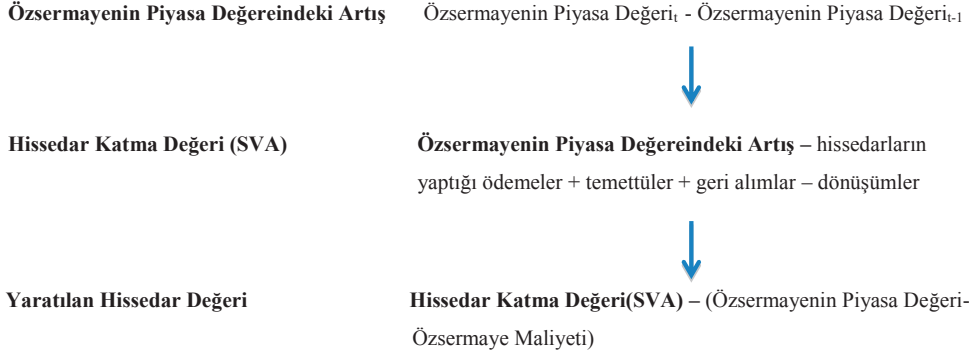 Özsermayenin Piyasa Değereindeki Artış Özsermayenin Piyasa Değeriₜ - Özsermayenin Piyasa Değeriₜ₋₁
Hissedar Katma Değeri (SVA) Özsermayenin Piyasa Değereindeki Artış – hissedarların
yaptığı ödemeler + temettüler + geri alımlar – dönüşümler
Yaratılan Hissedar Değeri Hissedar Katma Değeri(SVA) – (Özsermayenin Piyasa Değeri-
Özsermaye Maliyeti)